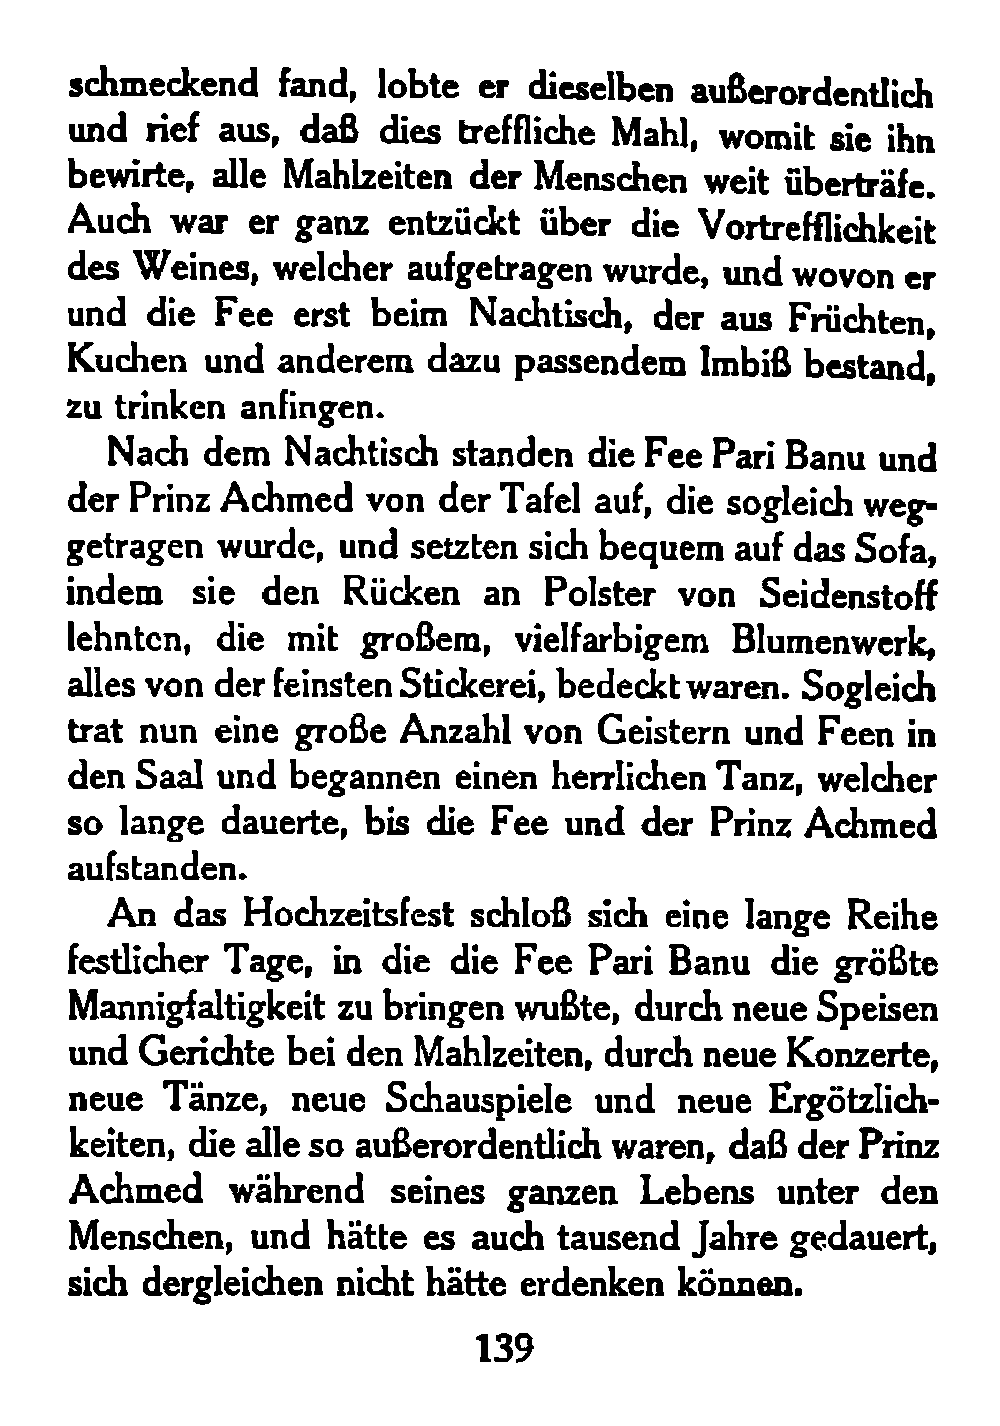 schmeckend fand, lobte er dieselben außerordentlich
und rief aus, daß dies treffliche Mahl, womit sie ihn
bewirte, alle Mahlzeiten der Menschen weit überträfe.
Auch war er ganz entzückt über die Vortrefflichkeit
des Weines, welcher aufgetragen wurde, und wovon er
und die Fee erst beim Nachtisch, der aus Früchten,
Kuchen und anderem dazu passendem Imbiß bestand,
zu trinken anfingen.
Nach dem Nachtisch standen die Fee Pari Banu und
der Prinz Achmed von der Tafel auf, die sogleich weg-
getragen wurde, und setzten sich bequem auf das Sofa,
indem sie den Rücken an Polster von Seidenstoff
lehnten, die mit großem, vielfarbigem Blumenwerk,
alles von der feinsten Stickerei, bedeckt waren. Sogleich
trat nun eine große Anzahl von Geistern und Feen in
den Saal und begannen einen herrlichen Tanz, welcher
so lange dauerte, bis die Fee und der Prinz Achmed
aufstanden.
An das Hochzeitsfest schloß sich eine lange Reihe
festlicher Tage, in die die Fee Pari Banu die größte
Mannigfaltigkeit zu bringen wußte, durch neue Speisen
und Gerichte bei den Mahlzeiten, durch neue Konzerte,
neue Tänze, neue Schauspiele und neue Ergötzlich-
keiten, die alle so außerordentlich waren, daß der Prinz
Achmed während seines ganzen Lebens unter den
Menschen, und hätte es auch tausend Jahre gedauert,
sich dergleichen nicht hätte erdenken können.
139